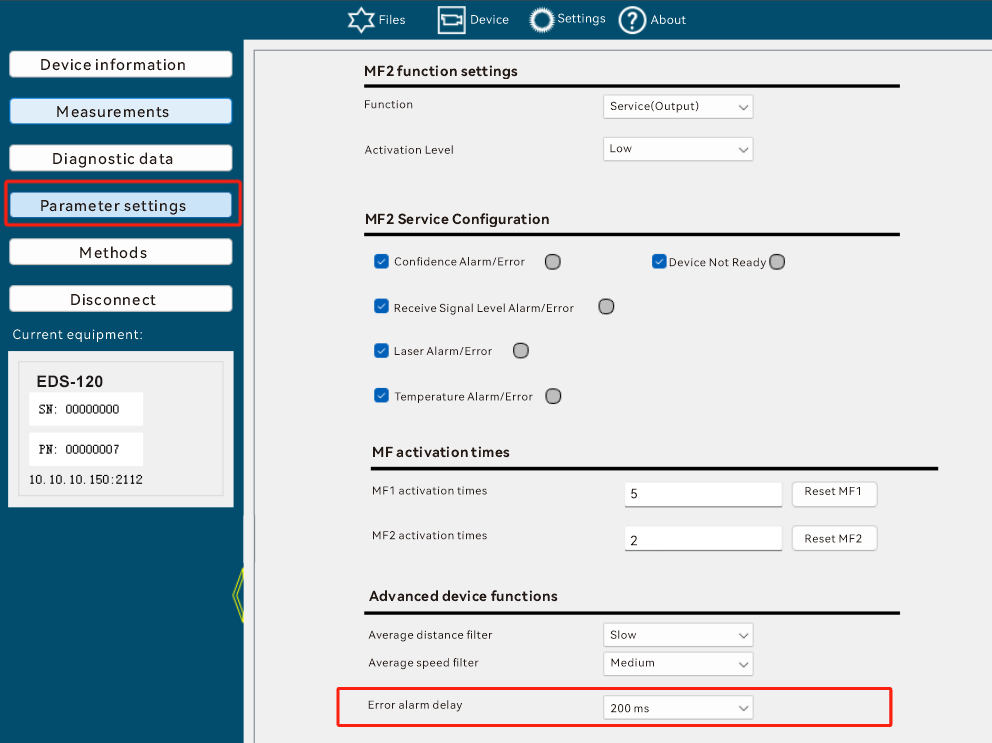 Files Device Settings ? About
Device information
Measurements
Diagnostic data
Parameter settings
Methods
Disconnect
Current equipment:
EDS-120
SN: 00000000
PN: 00000007
10.10.10.150:2112
MF2 function settings
Function Service(Output)
Activation Level Low
MF2 Service Configuration
Confidence Alarm/Error Device Not Ready
Receive Signal Level Alarm/Error
Laser Alarm/Error
Temperature Alarm/Error
MF activation times
MF1 activation times 5 Reset MF1
MF2 activation times 2 Reset MF2
Advanced device functions
Average distance filter Slow
Average speed filter Medium
Error alarm delay 200 ms